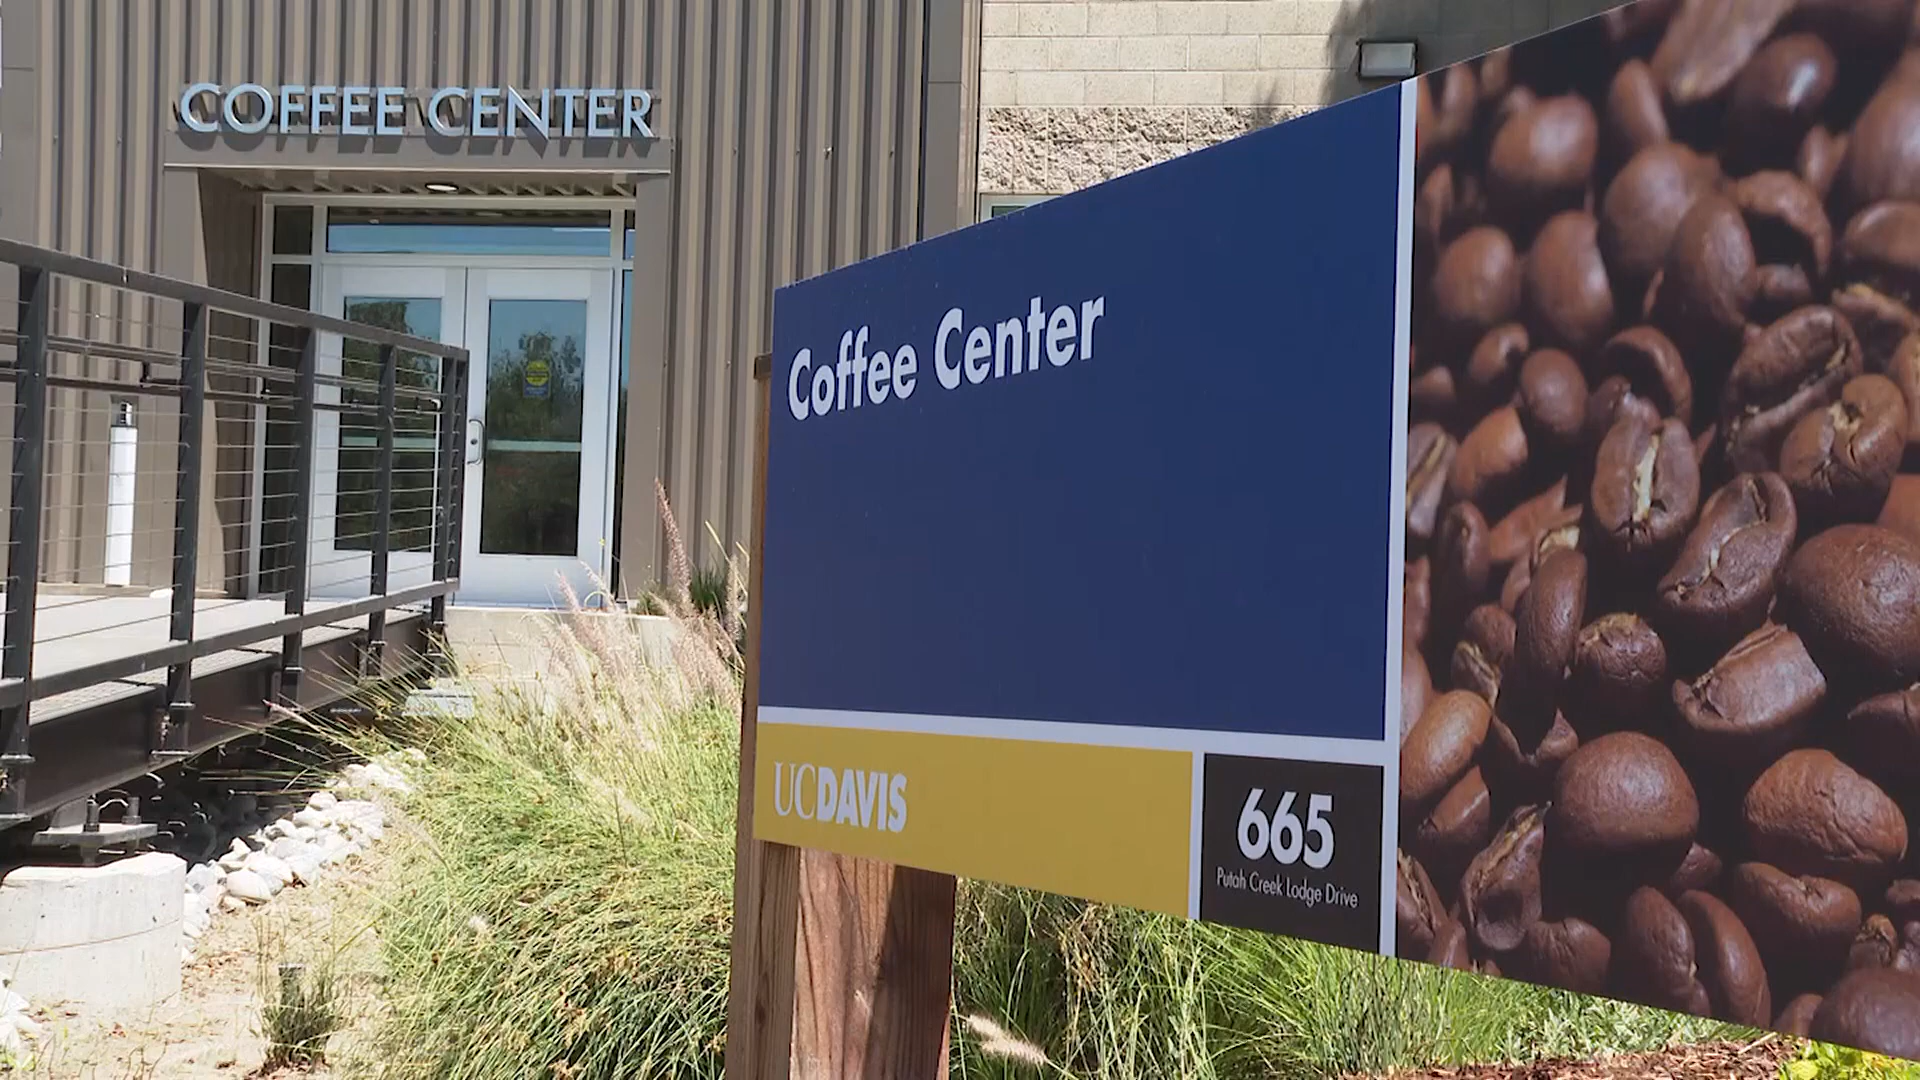 COFFEE CENTER
Coffee Center
UCDAVIS
665
Putah Creek Lodge Drive